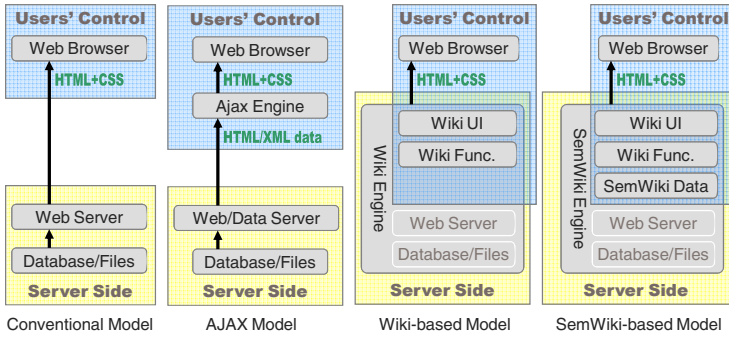 Users' Control
Web Browser
HTML+CSS
Web Server
Database/Files
Server Side
Conventional Model
Users' Control
Web Browser
HTML+CSS
Ajax Engine
HTML/XML data
Web/Data Server
Database/Files
Server Side
AJAX Model
Users' Control
Web Browser
HTML+CSS
Wiki Engine
Wiki UI
Wiki Func.
Web Server
Database/Files
Server Side
Wiki-based Model
Users' Control
Web Browser
HTML+CSS
SemWiki Engine
Wiki UI
Wiki Func.
SemWiki Data
Web Server
Database/Files
Server Side
SemWiki-based Model